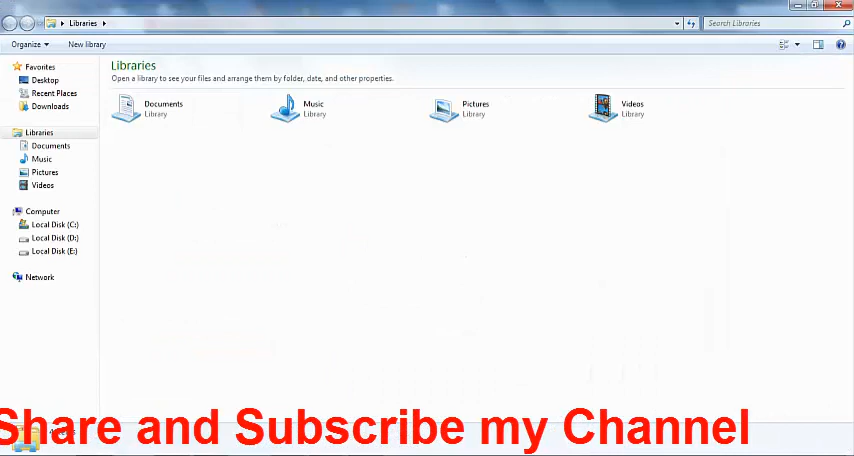 Libraries
Search Libraries
Organize
New library
Favorites
Desktop
Recent Places
Downloads
Libraries
Documents
Music
Pictures
Videos
Computer
Local Disk (C:)
Local Disk (D:)
Local Disk (E:)
Network
Libraries
Open a library to see your files and arrange them by folder, date, and other properties.
Documents
Library
Music
Library
Pictures
Library
Videos
Library
Share and Subscribe my Channel